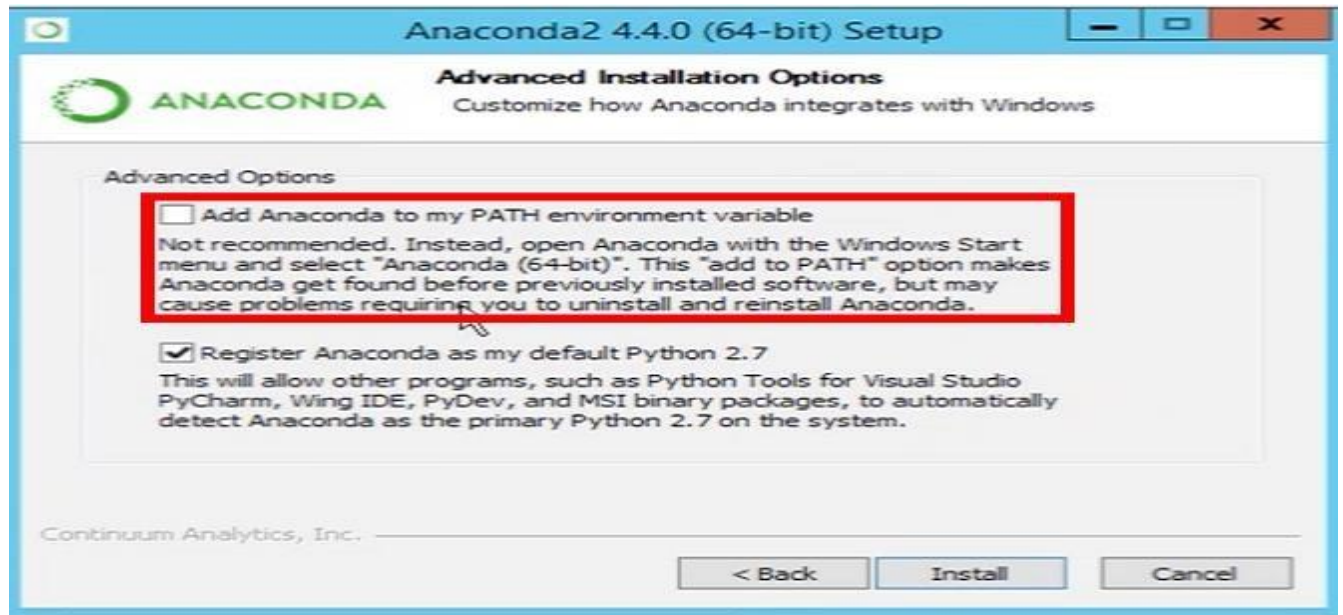 Anaconda2 4.4.0 (64-bit) Setup
ANACONDA
Advanced Installation Options
Customize how Anaconda integrates with Windows
Advanced Options
Add Anaconda to my PATH environment variable
Not recommended. Instead, open Anaconda with the Windows Start
menu and select "Anaconda (64-bit)". This "add to PATH" option makes
Anaconda get found before previously installed software, but may
cause problems requiring you to uninstall and reinstall Anaconda.
Register Anaconda as my default Python 2.7
This will allow other programs, such as Python Tools for Visual Studio
PyCharm, Wing IDE, PyDev, and MSI binary packages, to automatically
detect Anaconda as the primary Python 2.7 on the system.
Continuum Analytics, Inc.
< Back
Install
Cancel